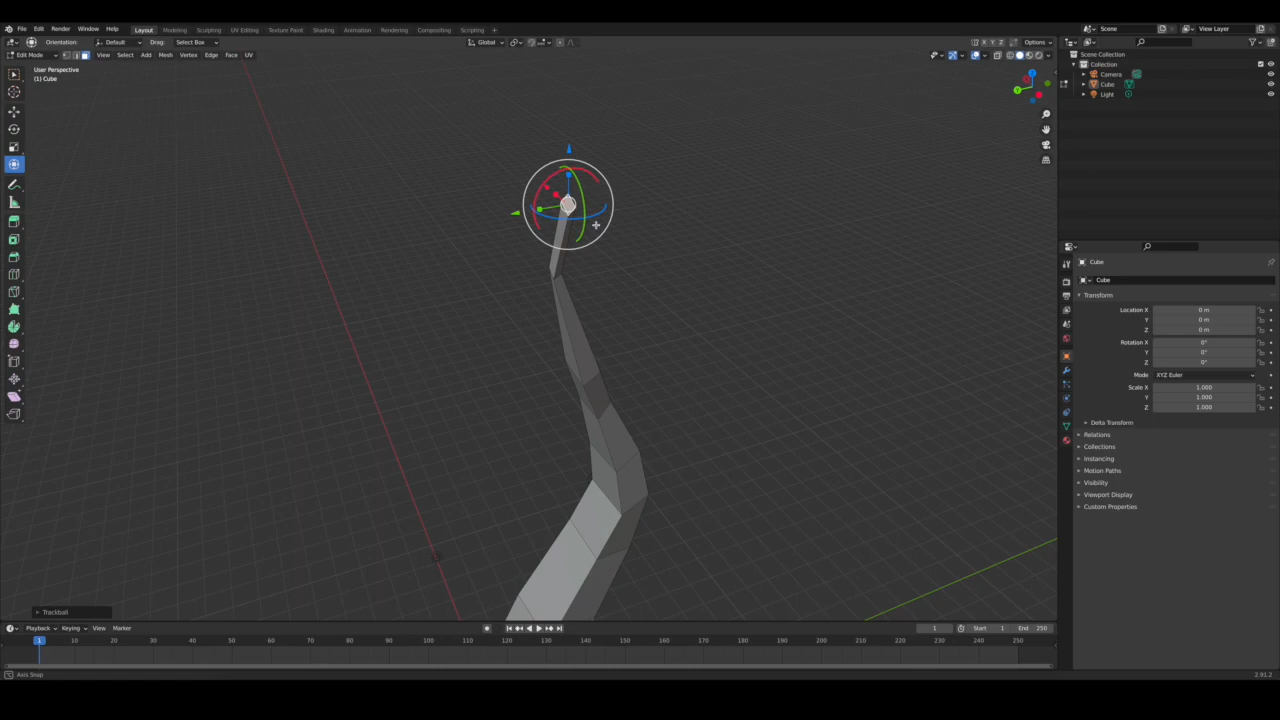 File Edit Render Window Help Layout Modeling Sculpting UV Editing Texture Paint Shading Animation Rendering Compositing Scripting + Scene View Layer
Orientation: Default Drag: Select Box Global X Y Z Options
Edit Mode View Select Add Mesh Vertex Edge Face UV
User Perspective
(1) Cube
Scene Collection
Collection
Camera
Cube
Light
Z
Y
Cube
Cube
Transform
Location X 0 m
Y 0 m
Z 0 m
Rotation X 0°
Y 0°
Z 0°
Mode XYZ Euler
Scale X 1.000
Y 1.000
Z 1.000
Delta Transform
Relations
Collections
Instancing
Motion Paths
Visibility
Viewport Display
Custom Properties
Trackball
Playback Keying View Marker 1 Start 1 End 250
1 10 20 30 40 50 60 70 80 90 100 110 120 130 140 150 160 170 180 190 200 210 220 230 240 250
Axis Snap 2.91.2